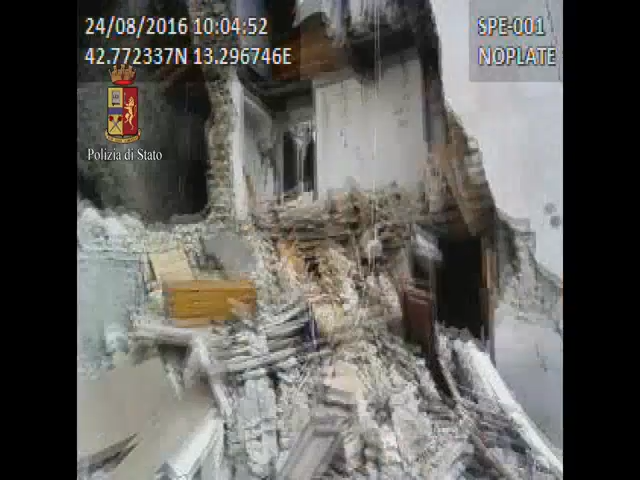 24/08/2016 10:04:52
42.772337N 13.296746E
SPE-001
NOPLATE
Polizia di Stato